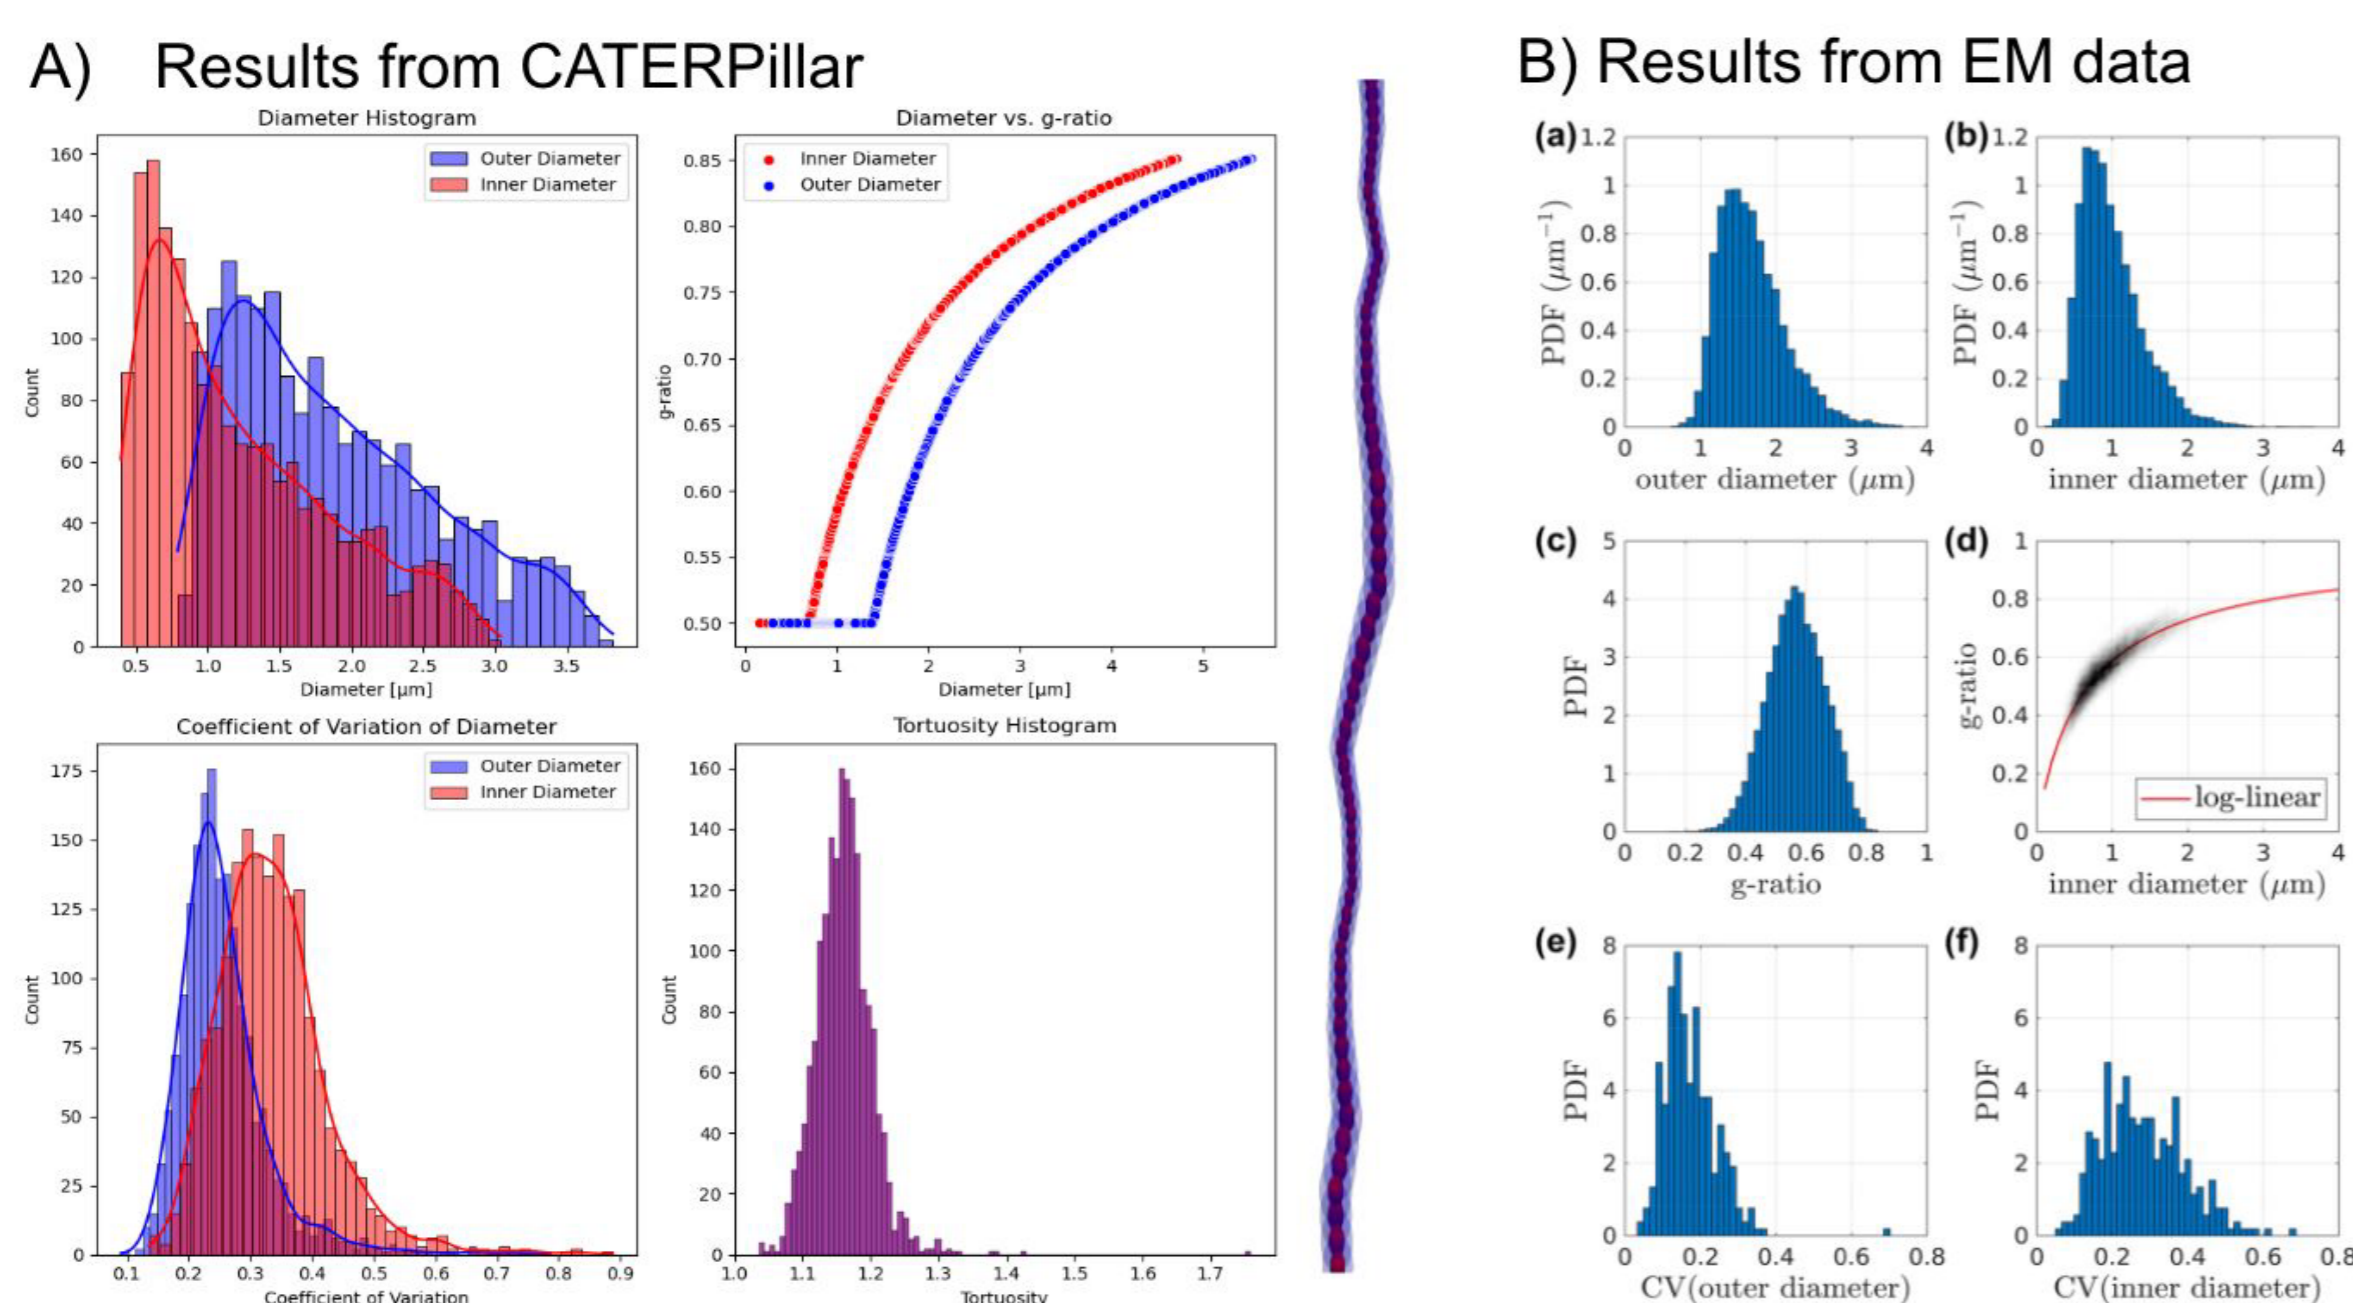 A) Results from CATERPillar
Diameter Histogram
Outer Diameter
Inner Diameter
160
140
120
100
80
60
40
20
0
Count
0.5 1.0 1.5 2.0 2.5 3.0 3.5
Diameter [µm]
Diameter vs. g-ratio
Inner Diameter
Outer Diameter
0.85
0.80
0.75
0.70
0.65
0.60
0.55
0.50
g-ratio
0 1 2 3 4 5
Diameter [µm]
Coefficient of Variation of Diameter
Outer Diameter
Inner Diameter
175
150
125
100
75
50
25
0
Count
0.1 0.2 0.3 0.4 0.5 0.6 0.7 0.8 0.9
Coefficient of Variation
Tortuosity Histogram
160
140
120
100
80
60
40
20
0
Count
1.0 1.1 1.2 1.3 1.4 1.5 1.6 1.7
Tortuosity
B) Results from EM data
(a)
1.2
1
0.8
0.6
0.4
0.2
0
PDF (µm⁻¹)
0 1 2 3 4
outer diameter (µm)
(b)
1.2
1
0.8
0.6
0.4
0.2
0
PDF (µm⁻¹)
0 1 2 3 4
inner diameter (µm)
(c)
5
4
3
2
1
0
PDF
0 0.2 0.4 0.6 0.8 1
g-ratio
(d)
1
0.8
0.6
0.4
0.2
0
g-ratio
log-linear
0 1 2 3 4
inner diameter (µm)
(e)
8
6
4
2
0
PDF
0 0.2 0.4 0.6 0.8
CV(outer diameter)
(f)
8
6
4
2
0
PDF
0 0.2 0.4 0.6 0.8
CV(inner diameter)